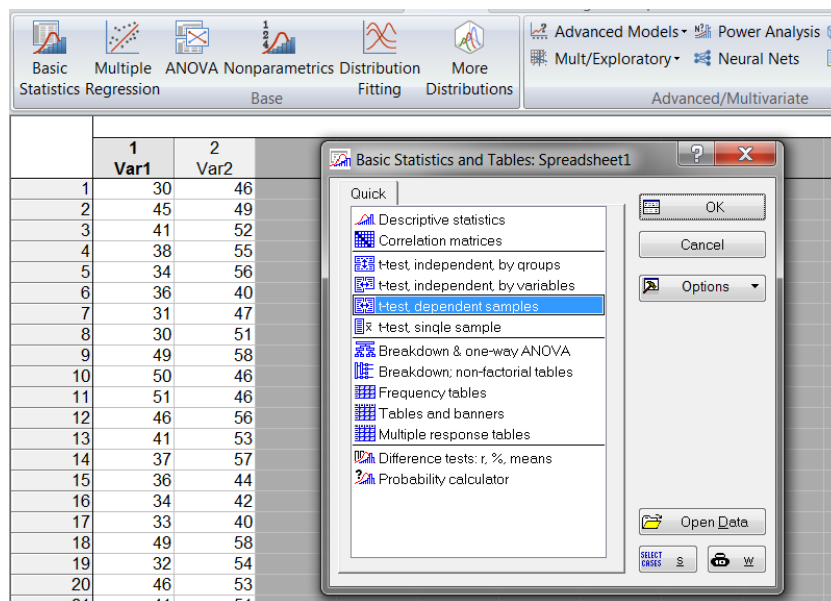 Basic Statistics
Multiple Regression
ANOVA
Nonparametrics
Distribution Fitting
More Distributions
Base
Advanced Models
Power Analysis
Mult/Exploratory
Neural Nets
Advanced/Multivariate
1 2
Var1 Var2
1 30 46
2 45 49
3 41 52
4 38 55
5 34 56
6 36 40
7 31 47
8 30 51
9 49 58
10 50 46
11 51 46
12 46 56
13 41 53
14 37 57
15 36 44
16 34 42
17 33 40
18 49 58
19 32 54
20 46 53
Basic Statistics and Tables: Spreadsheet1
? X
Quick
Descriptive statistics
Correlation matrices
t-test, independent, by groups
t-test, independent, by variables
t-test, dependent samples
t-test, single sample
Breakdown & one-way ANOVA
Breakdown; non-factorial tables
Frequency tables
Tables and banners
Multiple response tables
Difference tests: r, %, means
Probability calculator
OK
Cancel
Options
Open Data
SELECT CASES S
W